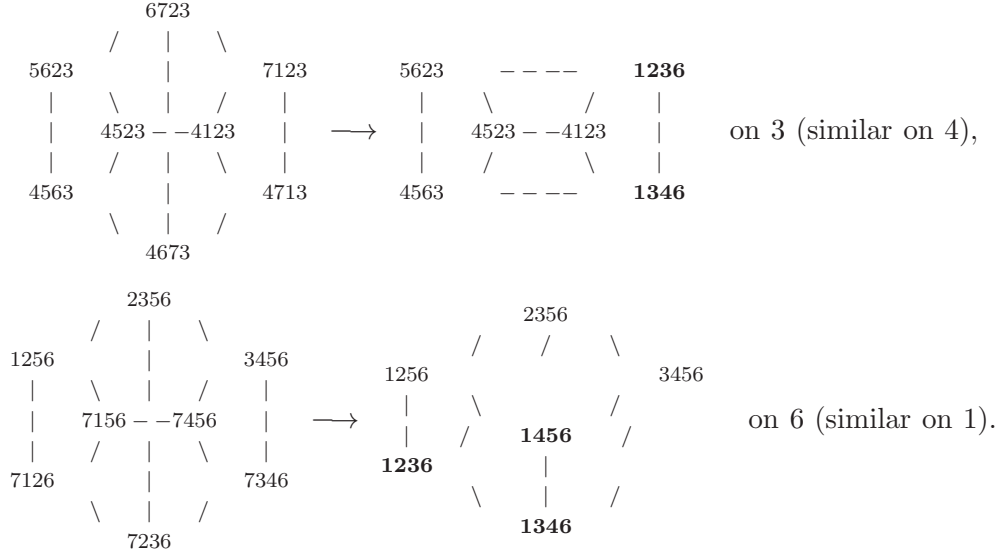 6723
/ | \
5623 | 7123
| \ | / |
| 4523 − −4123 | ⟶
| / | \ |
4563 | 4713
\ | /
4673
5623 − − − − 1236
| \ / |
| 4523 − −4123 |
| / \ |
4563 − − − − 1346
on 3 (similar on 4),
2356
/ | \
1256 | 3456
| \ | / |
| 7156 − −7456 | ⟶
| / | \ |
7126 | 7346
\ | /
7236
2356
/ / \
1256 3456
| \ /
| / 1456 /
1236 |
\ | /
1346
on 6 (similar on 1).